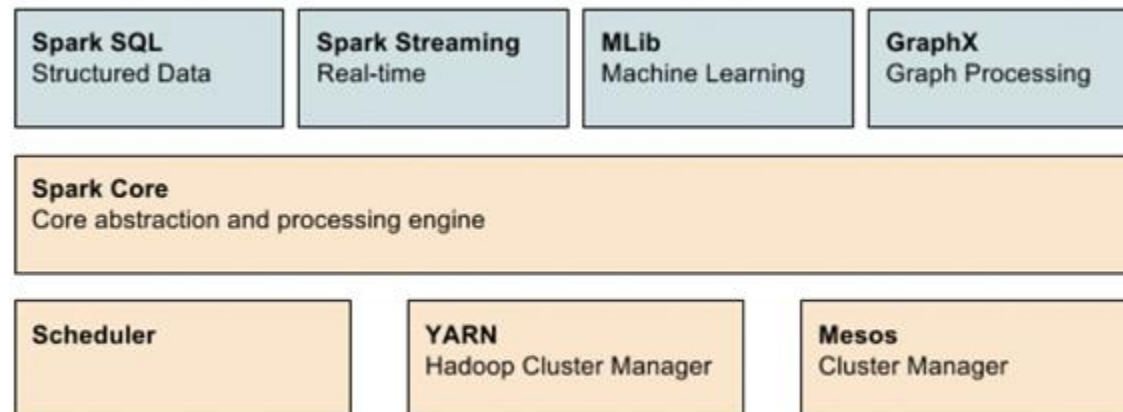 Spark SQL
Structured Data
Spark Streaming
Real-time
MLib
Machine Learning
GraphX
Graph Processing
Spark Core
Core abstraction and processing engine
Scheduler
YARN
Hadoop Cluster Manager
Mesos
Cluster Manager